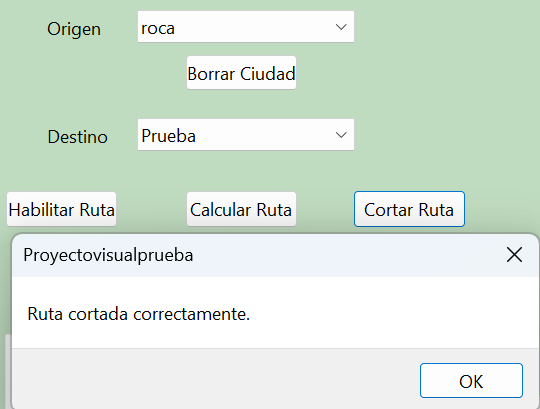 Origen roca
Borrar Ciudad
Destino Prueba
Habilitar Ruta Calcular Ruta Cortar Ruta
Proyectovisualprueba
Ruta cortada correctamente.
OK